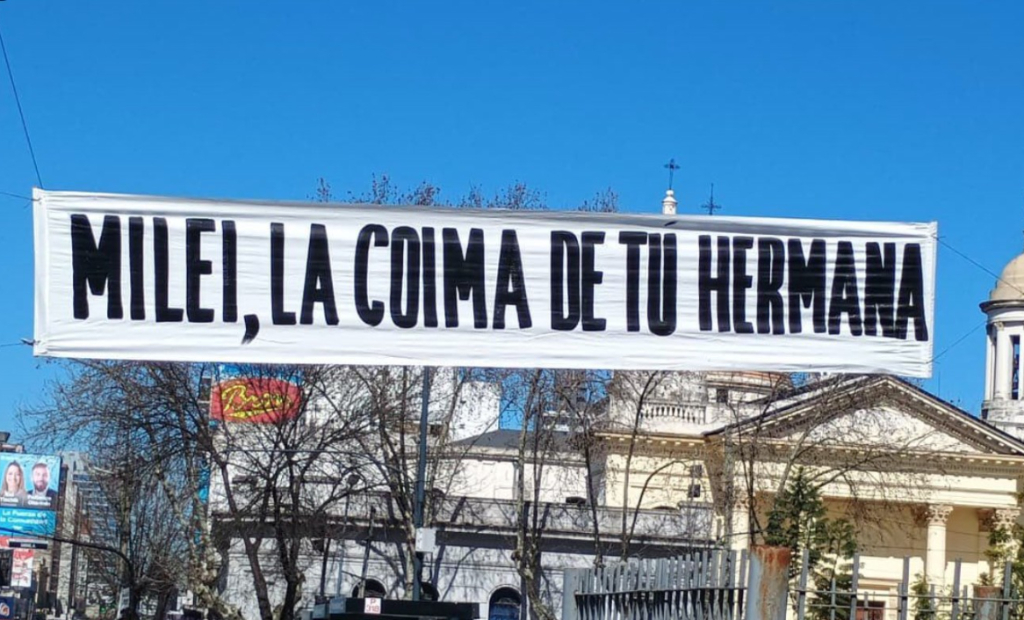 MILEI, LA COIMA DE TU HERMANA